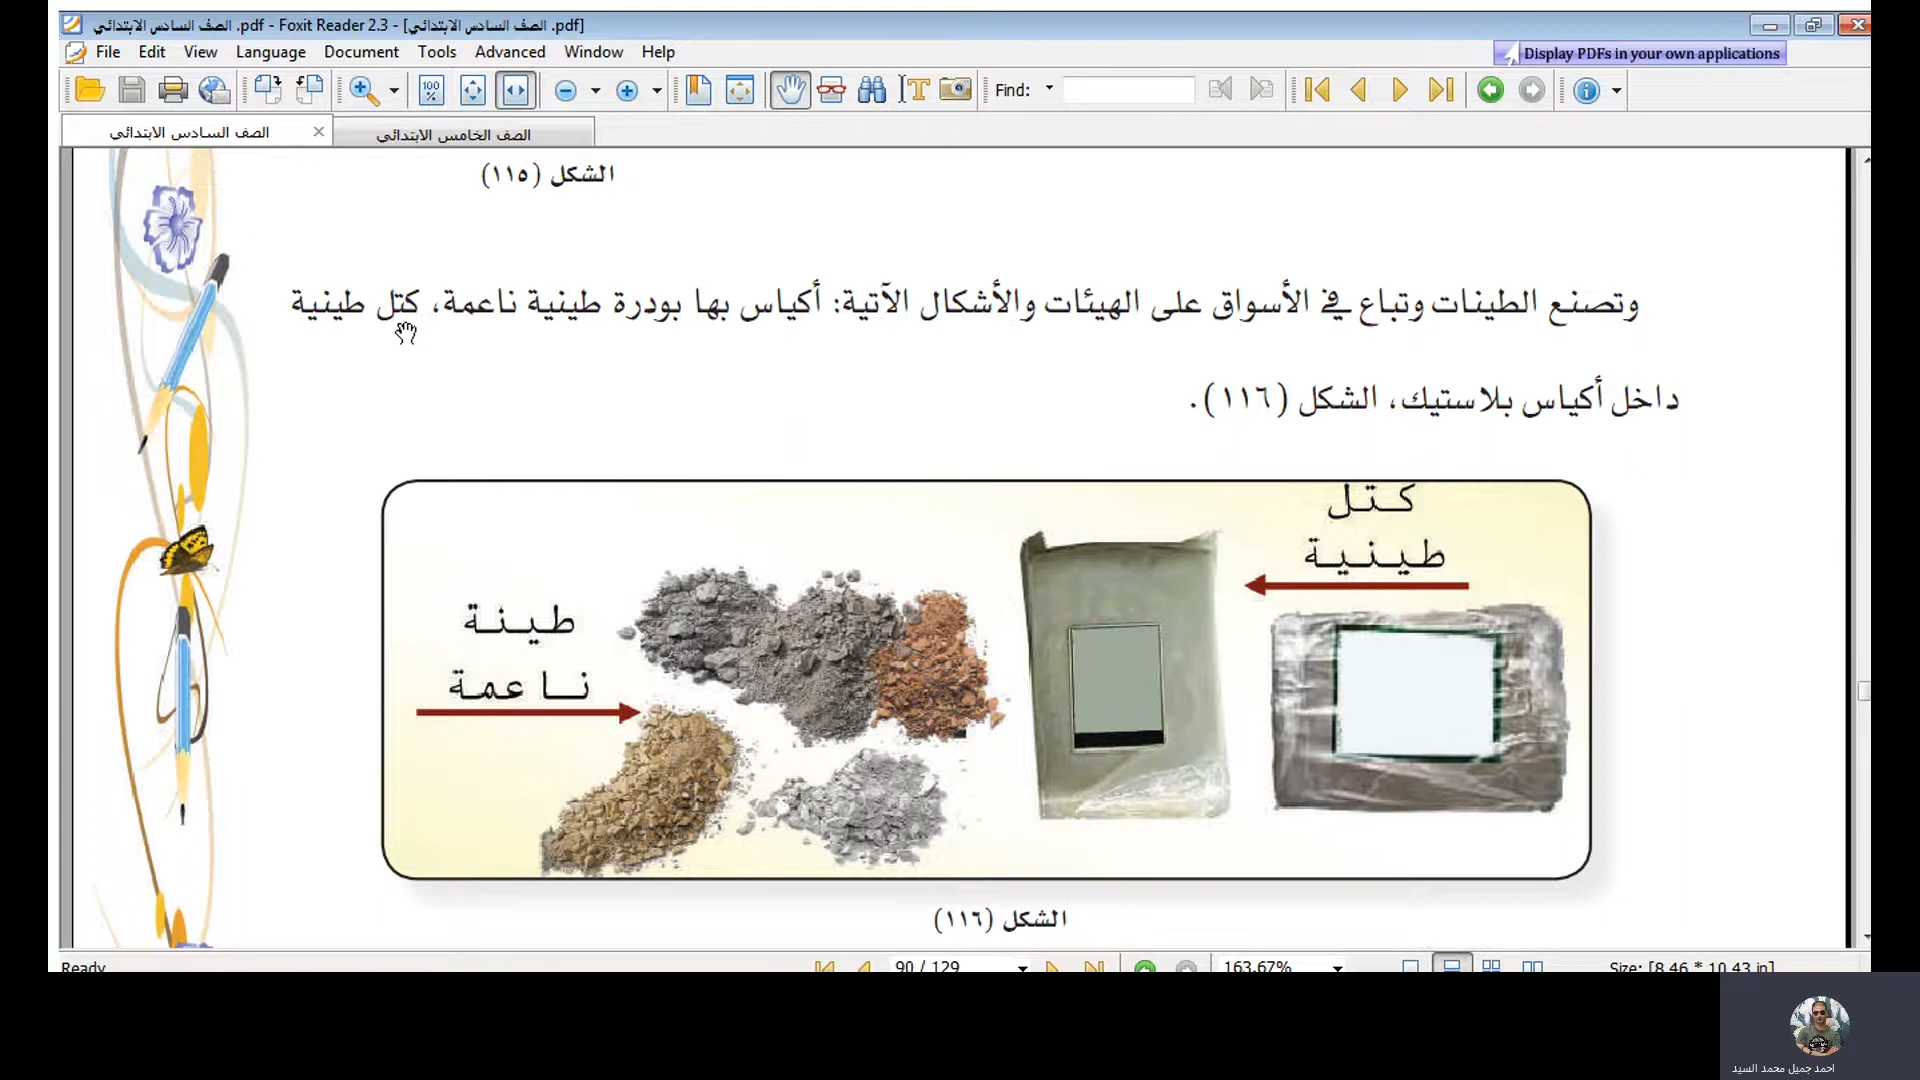 الصف السادس الابتدائي .pdf - Foxit Reader 2.3 - [الصف السادس الابتدائي .pdf]
File Edit View Language Document Tools Advanced Window Help
Display PDFs in your own applications
Find:
الصف السادس الابتدائي
الصف الخامس الابتدائي
الشكل (١١٥)
وتصنع الطينات وتباع في الأسواق على الهيئات والأشكال الآتية: أكياس بها بودرة طينية ناعمة، كتل طينية
داخل أكياس بلاستيك، الشكل (١١٦).
كتل
طينية
طينة
ناعمة
الشكل (١١٦)
Ready
90 / 129
163.67%
Size: [8.46 * 10.43 in]
احمد جميل محمد السيد